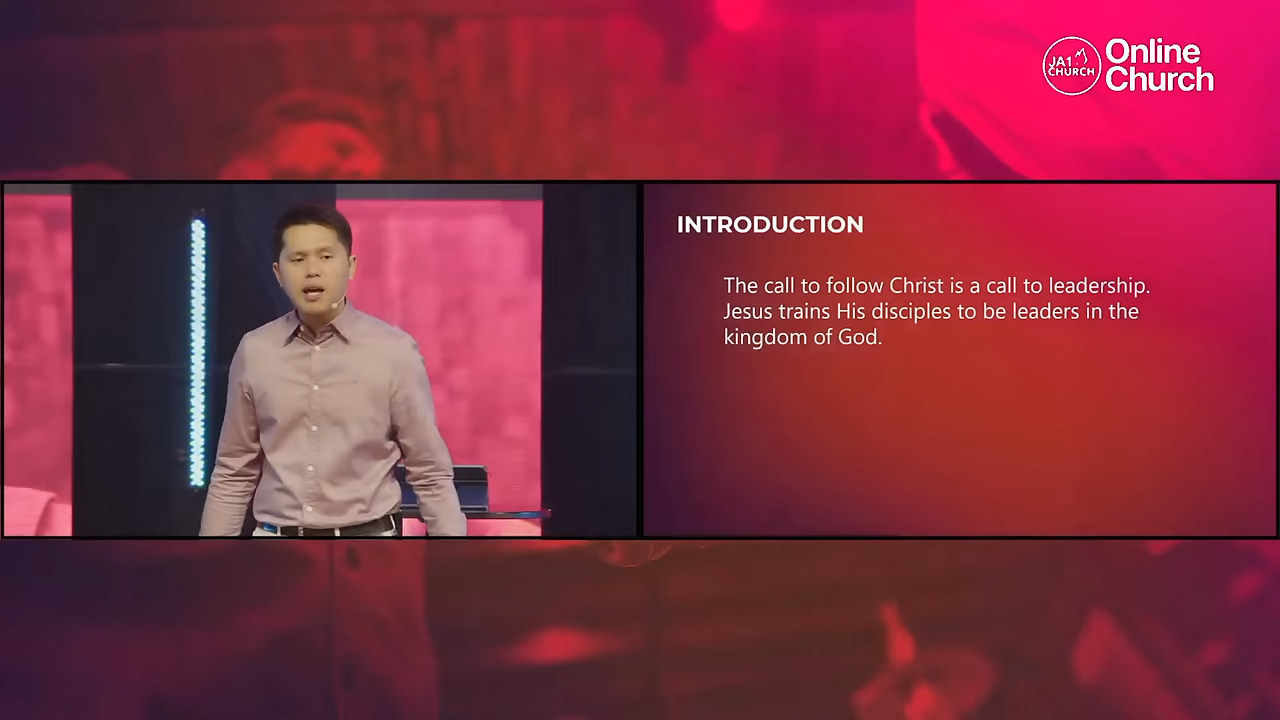 JA1
CHURCH
Online
Church
INTRODUCTION
The call to follow Christ is a call to leadership.
Jesus trains His disciples to be leaders in the
kingdom of God.